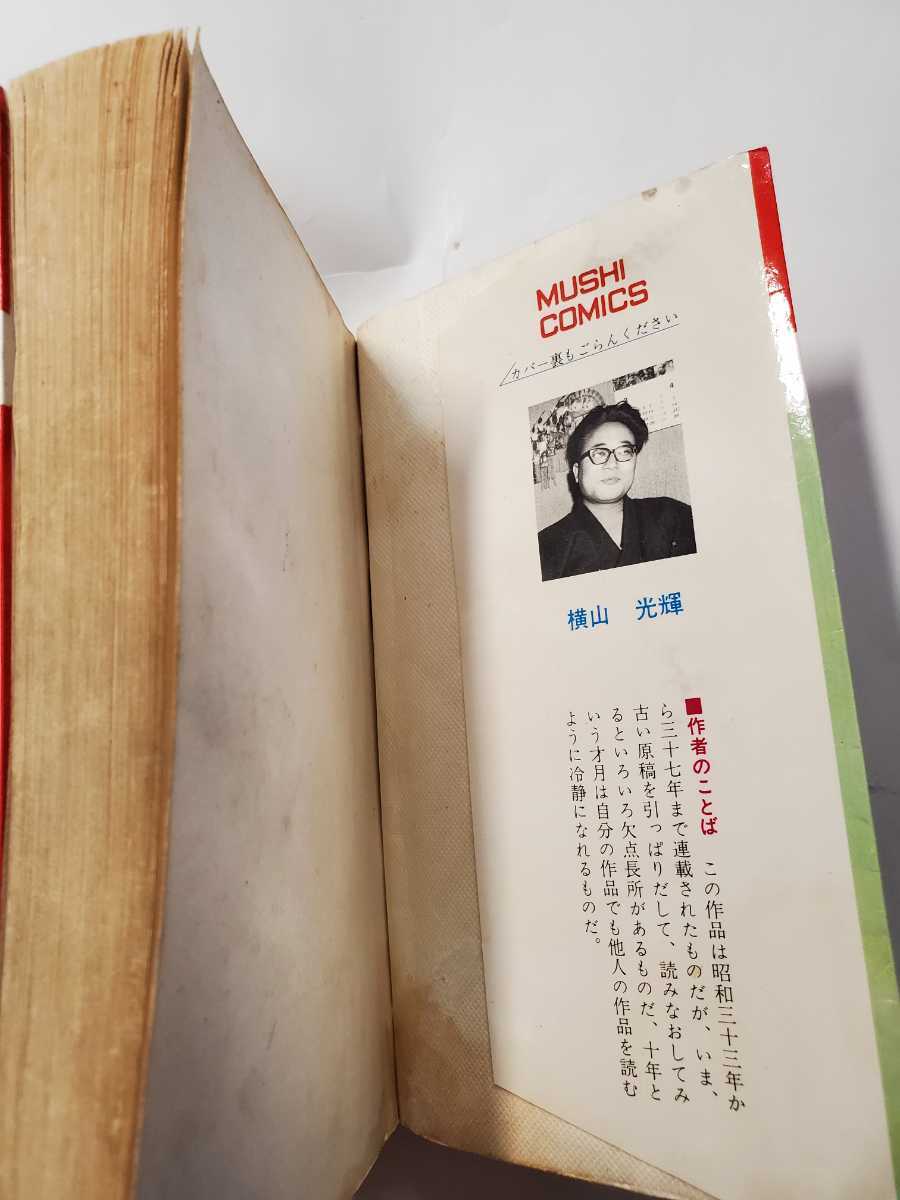 MUSHI
COMICS
カバー裏もごらんください
横山 光輝
■作者のことば この作品は昭和三十三年か
ら三十七年まで連載されたものだが、いま、
古い原稿を引っぱりだして、読みなおしてみ
るといろいろ欠点長所があるものだ、十年と
いう才月は自分の作品でも他人の作品を読む
ように冷静になれるものだ。